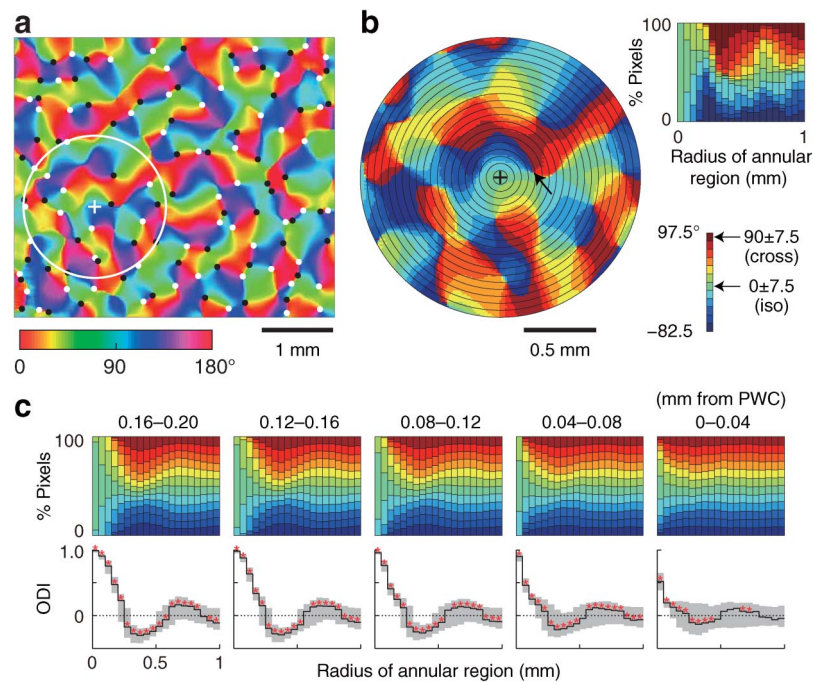 a
0
90
180°
1 mm
b
0.5 mm
% Pixels
100
0
0
1
Radius of annular
region (mm)
97.5°
−82.5
90±7.5
(cross)
0±7.5
(iso)
c
(mm from PWC)
0.16–0.20
0.12–0.16
0.08–0.12
0.04–0.08
0–0.04
% Pixels
100
0
ODI
1.0
0
0
0.5
1
Radius of annular region (mm)